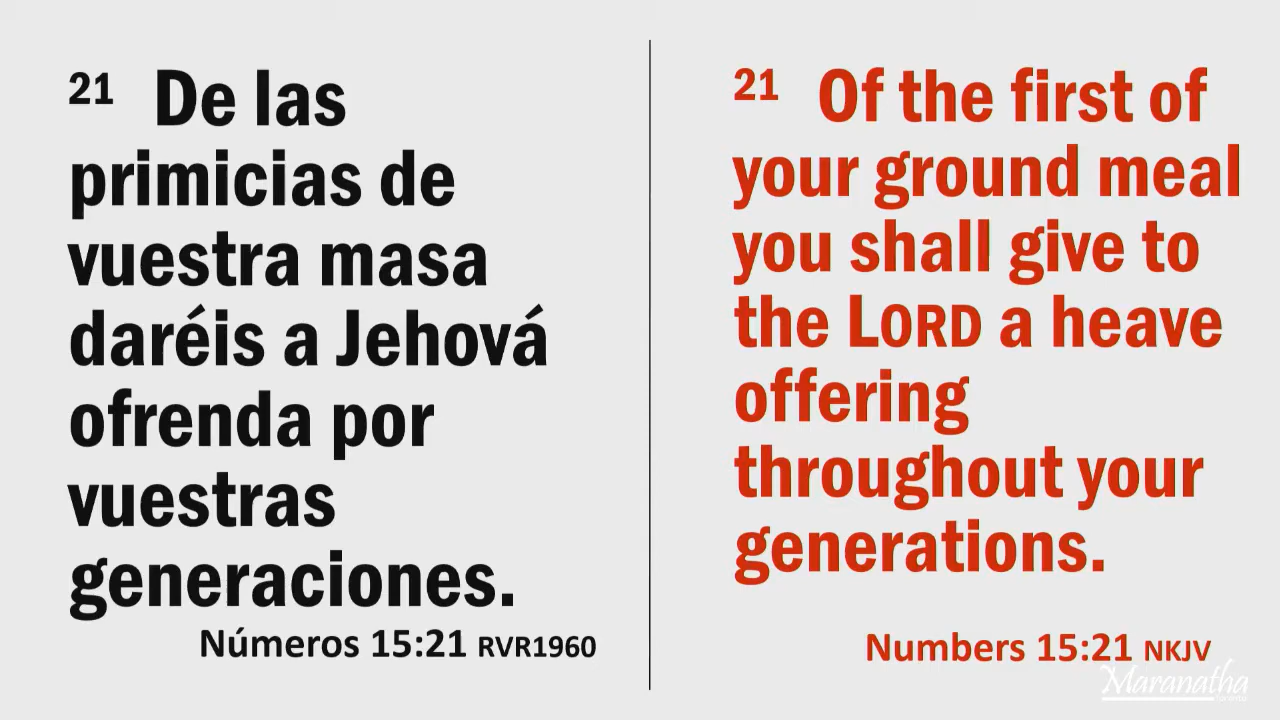 21 De las
primicias de
vuestra masa
daréis a Jehová
ofrenda por
vuestras
generaciones.
Números 15:21 RVR1960
21 Of the first of
your ground meal
you shall give to
the LORD a heave
offering
throughout your
generations.
Numbers 15:21 NKJV
Maranatha